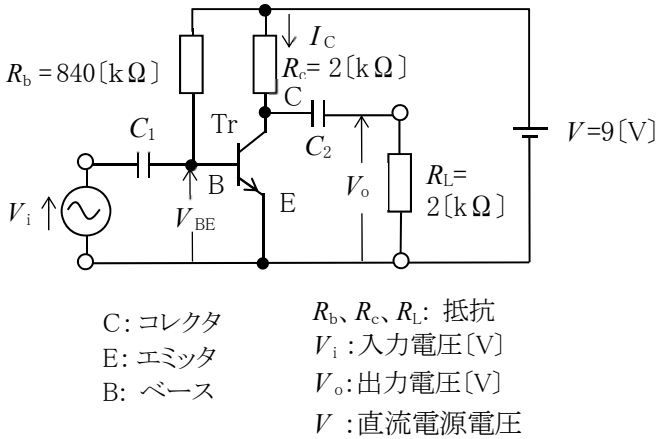 I_C
R_b = 840〔kΩ〕
R_c = 2〔kΩ〕
C
C_1
Tr
C_2
V=9〔V〕
B
V_i
V_BE
E
V_o
R_L=
2〔kΩ〕
C: コレクタ
E: エミッタ
B: ベース
R_b、R_c、R_L: 抵抗
V_i :入力電圧〔V〕
V_o:出力電圧〔V〕
V :直流電源電圧